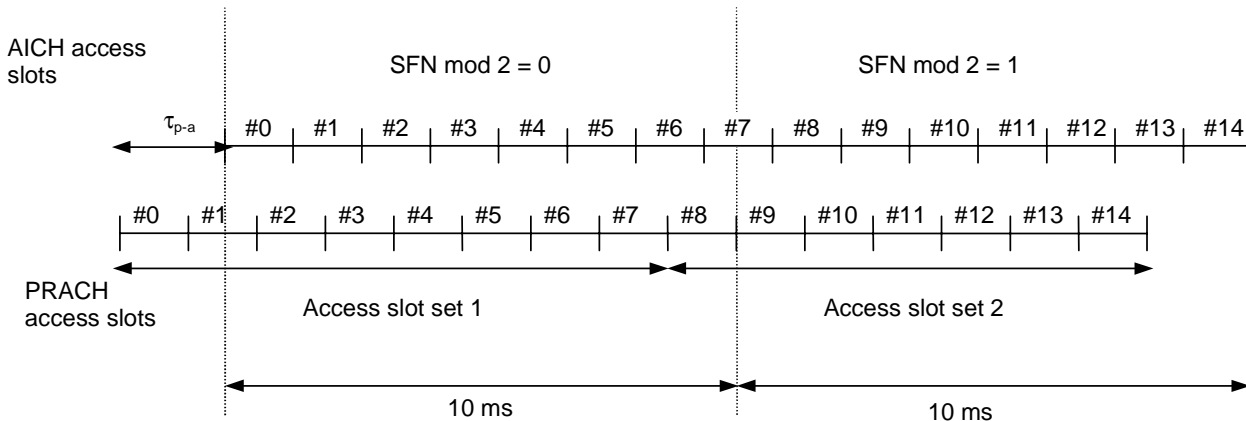 AICH access
slots
SFN mod 2 = 0
SFN mod 2 = 1
τp-a
#0 #1 #2 #3 #4 #5 #6 #7 #8 #9 #10 #11 #12 #13 #14
#0 #1 #2 #3 #4 #5 #6 #7 #8 #9 #10 #11 #12 #13 #14
PRACH
access slots
Access slot set 1
Access slot set 2
10 ms
10 ms